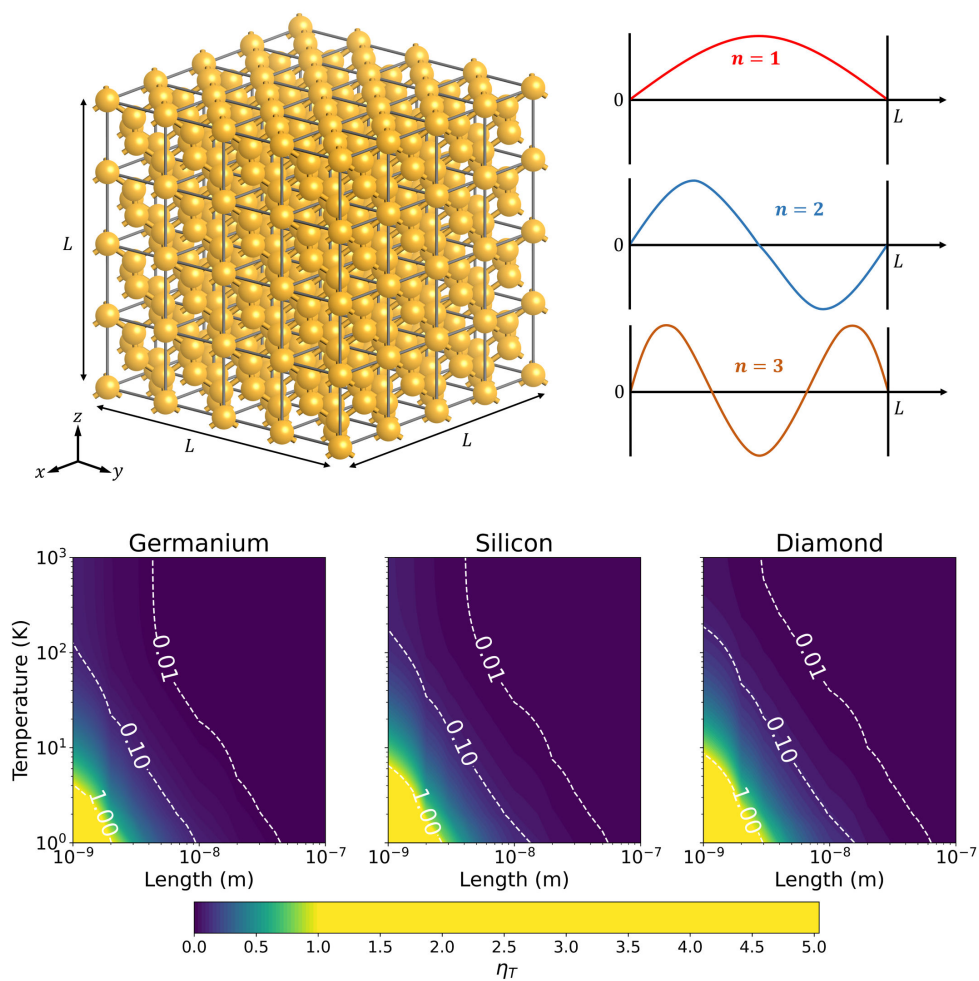 n = 1
0
L
L
n = 2
0
L
n = 3
0
L
L
L
z
x
y
Germanium
Silicon
Diamond
Temperature (K)
10³
10²
10¹
10⁰
0.01
0.10
1.00
0.01
0.10
1.00
0.01
0.10
1.00
10⁻⁹ 10⁻⁸ 10⁻⁷
10⁻⁹ 10⁻⁸ 10⁻⁷
10⁻⁹ 10⁻⁸ 10⁻⁷
Length (m)
Length (m)
Length (m)
0.0 0.5 1.0 1.5 2.0 2.5 3.0 3.5 4.0 4.5 5.0
η_T